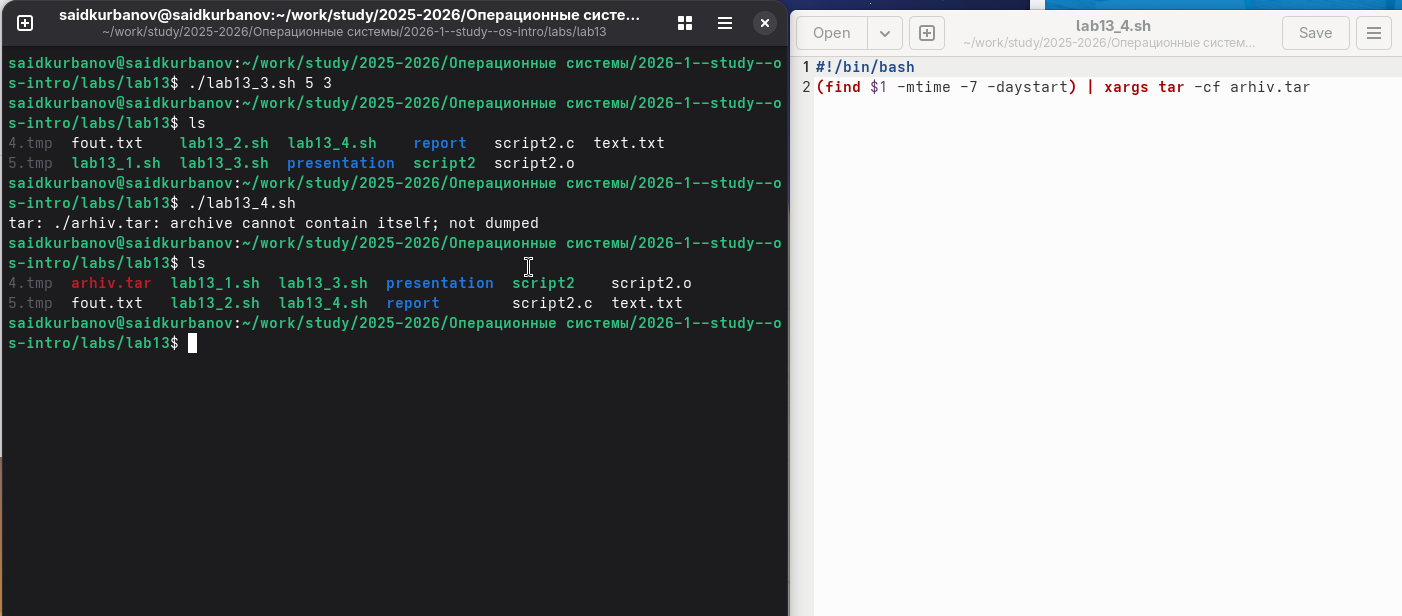 saidkurbanov@saidkurbanov:~/work/study/2025-2026/Операционные систе...
~/work/study/2025-2026/Операционные системы/2026-1--study--os-intro/labs/lab13
saidkurbanov@saidkurbanov:~/work/study/2025-2026/Операционные системы/2026-1--study--o
s-intro/labs/lab13$ ./lab13_3.sh 5 3
saidkurbanov@saidkurbanov:~/work/study/2025-2026/Операционные системы/2026-1--study--o
s-intro/labs/lab13$ ls
4.tmp  fout.txt    lab13_2.sh  lab13_4.sh    report   script2.c  text.txt
5.tmp  lab13_1.sh  lab13_3.sh  presentation  script2  script2.o
saidkurbanov@saidkurbanov:~/work/study/2025-2026/Операционные системы/2026-1--study--o
s-intro/labs/lab13$ ./lab13_4.sh
tar: ./arhiv.tar: archive cannot contain itself; not dumped
saidkurbanov@saidkurbanov:~/work/study/2025-2026/Операционные системы/2026-1--study--o
s-intro/labs/lab13$ ls
4.tmp  arhiv.tar  lab13_1.sh  lab13_3.sh  presentation  script2    script2.o
5.tmp  fout.txt   lab13_2.sh  lab13_4.sh  report        script2.c  text.txt
saidkurbanov@saidkurbanov:~/work/study/2025-2026/Операционные системы/2026-1--study--o
s-intro/labs/lab13$
Open
lab13_4.sh
~/work/study/2025-2026/Операционные систем...
Save
1 #!/bin/bash
2 (find $1 -mtime -7 -daystart) | xargs tar -cf arhiv.tar